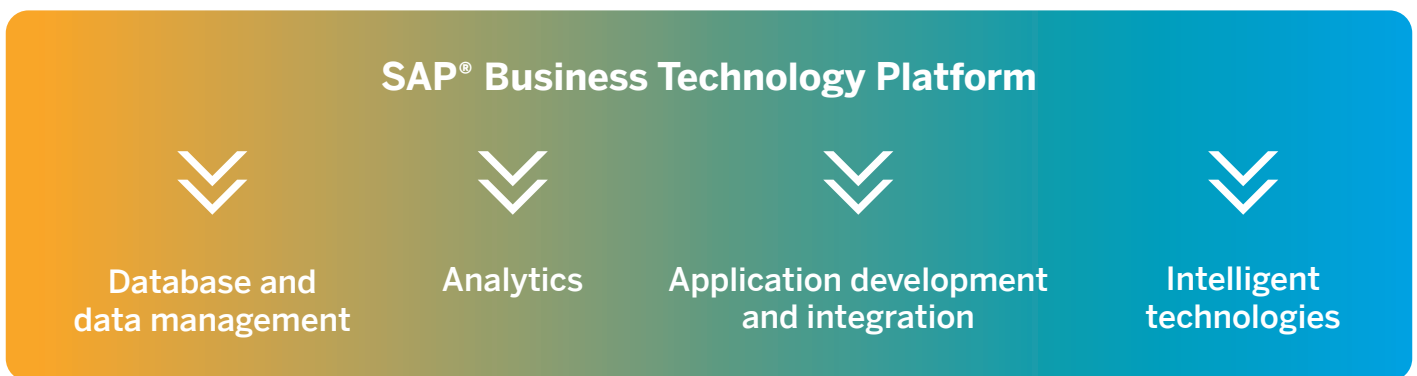 SAP® Business Technology Platform
Database and
data management
Analytics
Application development
and integration
Intelligent
technologies